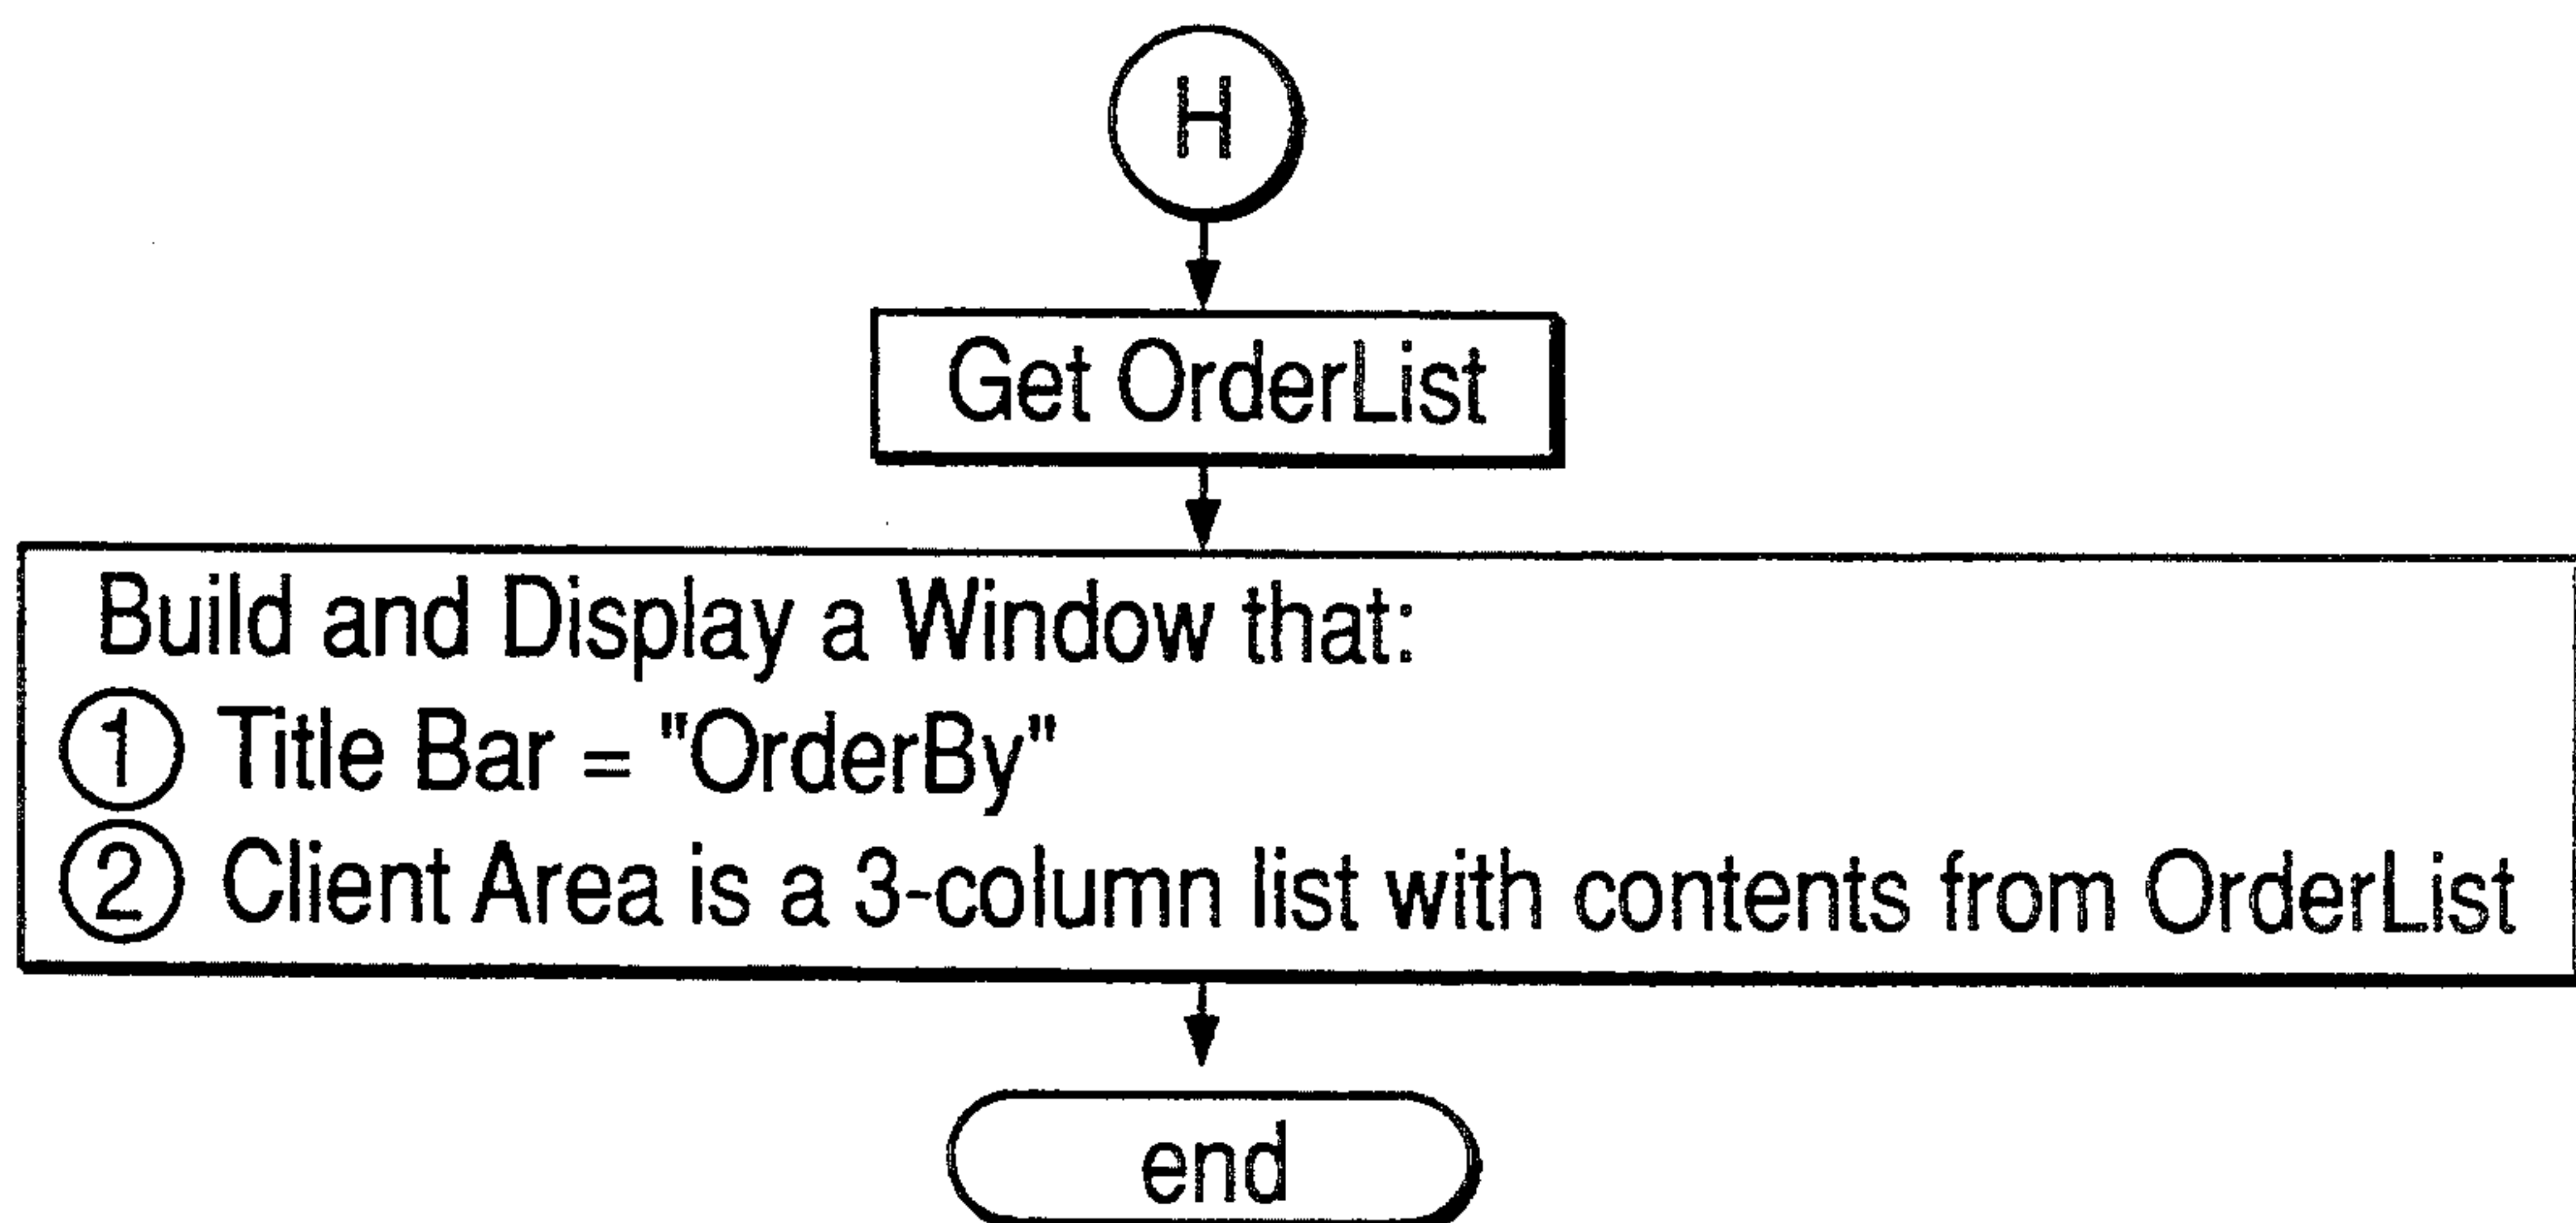 H
Get OrderList
Build and Display a Window that:
① Title Bar = "OrderBy"
② Client Area is a 3-column list with contents from OrderList
end